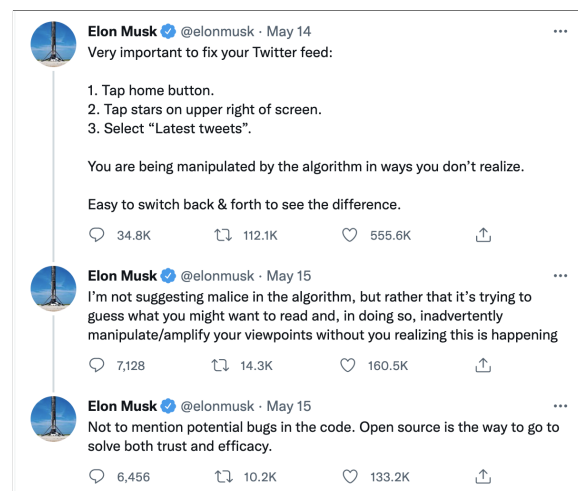 Elon Musk @elonmusk · May 14
Very important to fix your Twitter feed:
1. Tap home button.
2. Tap stars on upper right of screen.
3. Select “Latest tweets”.
You are being manipulated by the algorithm in ways you don’t realize.
Easy to switch back & forth to see the difference.
34.8K 112.1K 555.6K
Elon Musk @elonmusk · May 15
I’m not suggesting malice in the algorithm, but rather that it’s trying to
guess what you might want to read and, in doing so, inadvertently
manipulate/amplify your viewpoints without you realizing this is happening
7,128 14.3K 160.5K
Elon Musk @elonmusk · May 15
Not to mention potential bugs in the code. Open source is the way to go to
solve both trust and efficacy.
6,456 10.2K 133.2K